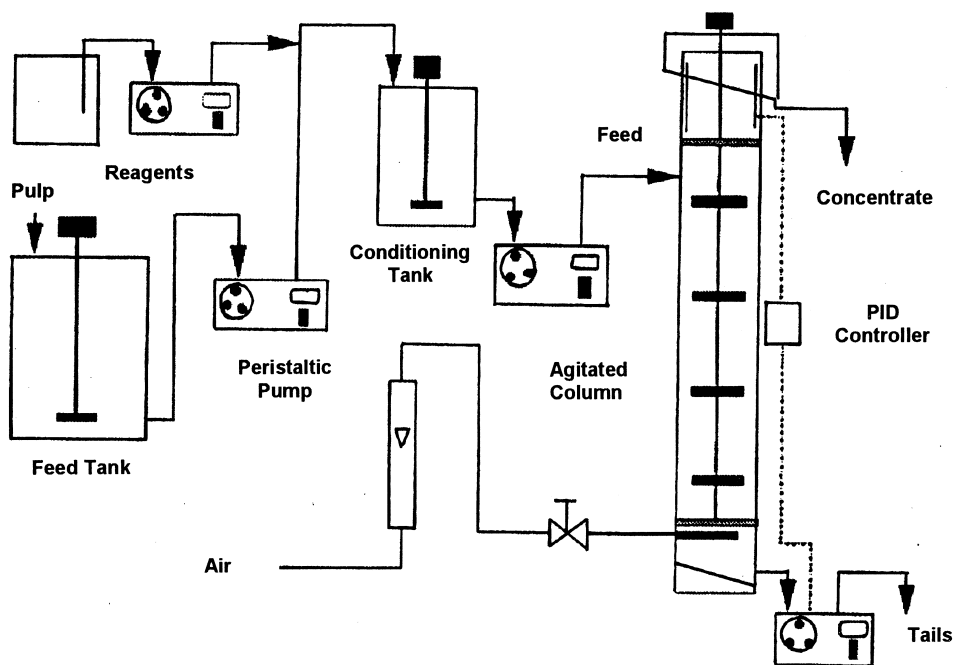 Reagents
Pulp
Feed
Concentrate
Conditioning
Tank
PID
Controller
Peristaltic
Pump
Agitated
Column
Feed Tank
Air
Tails